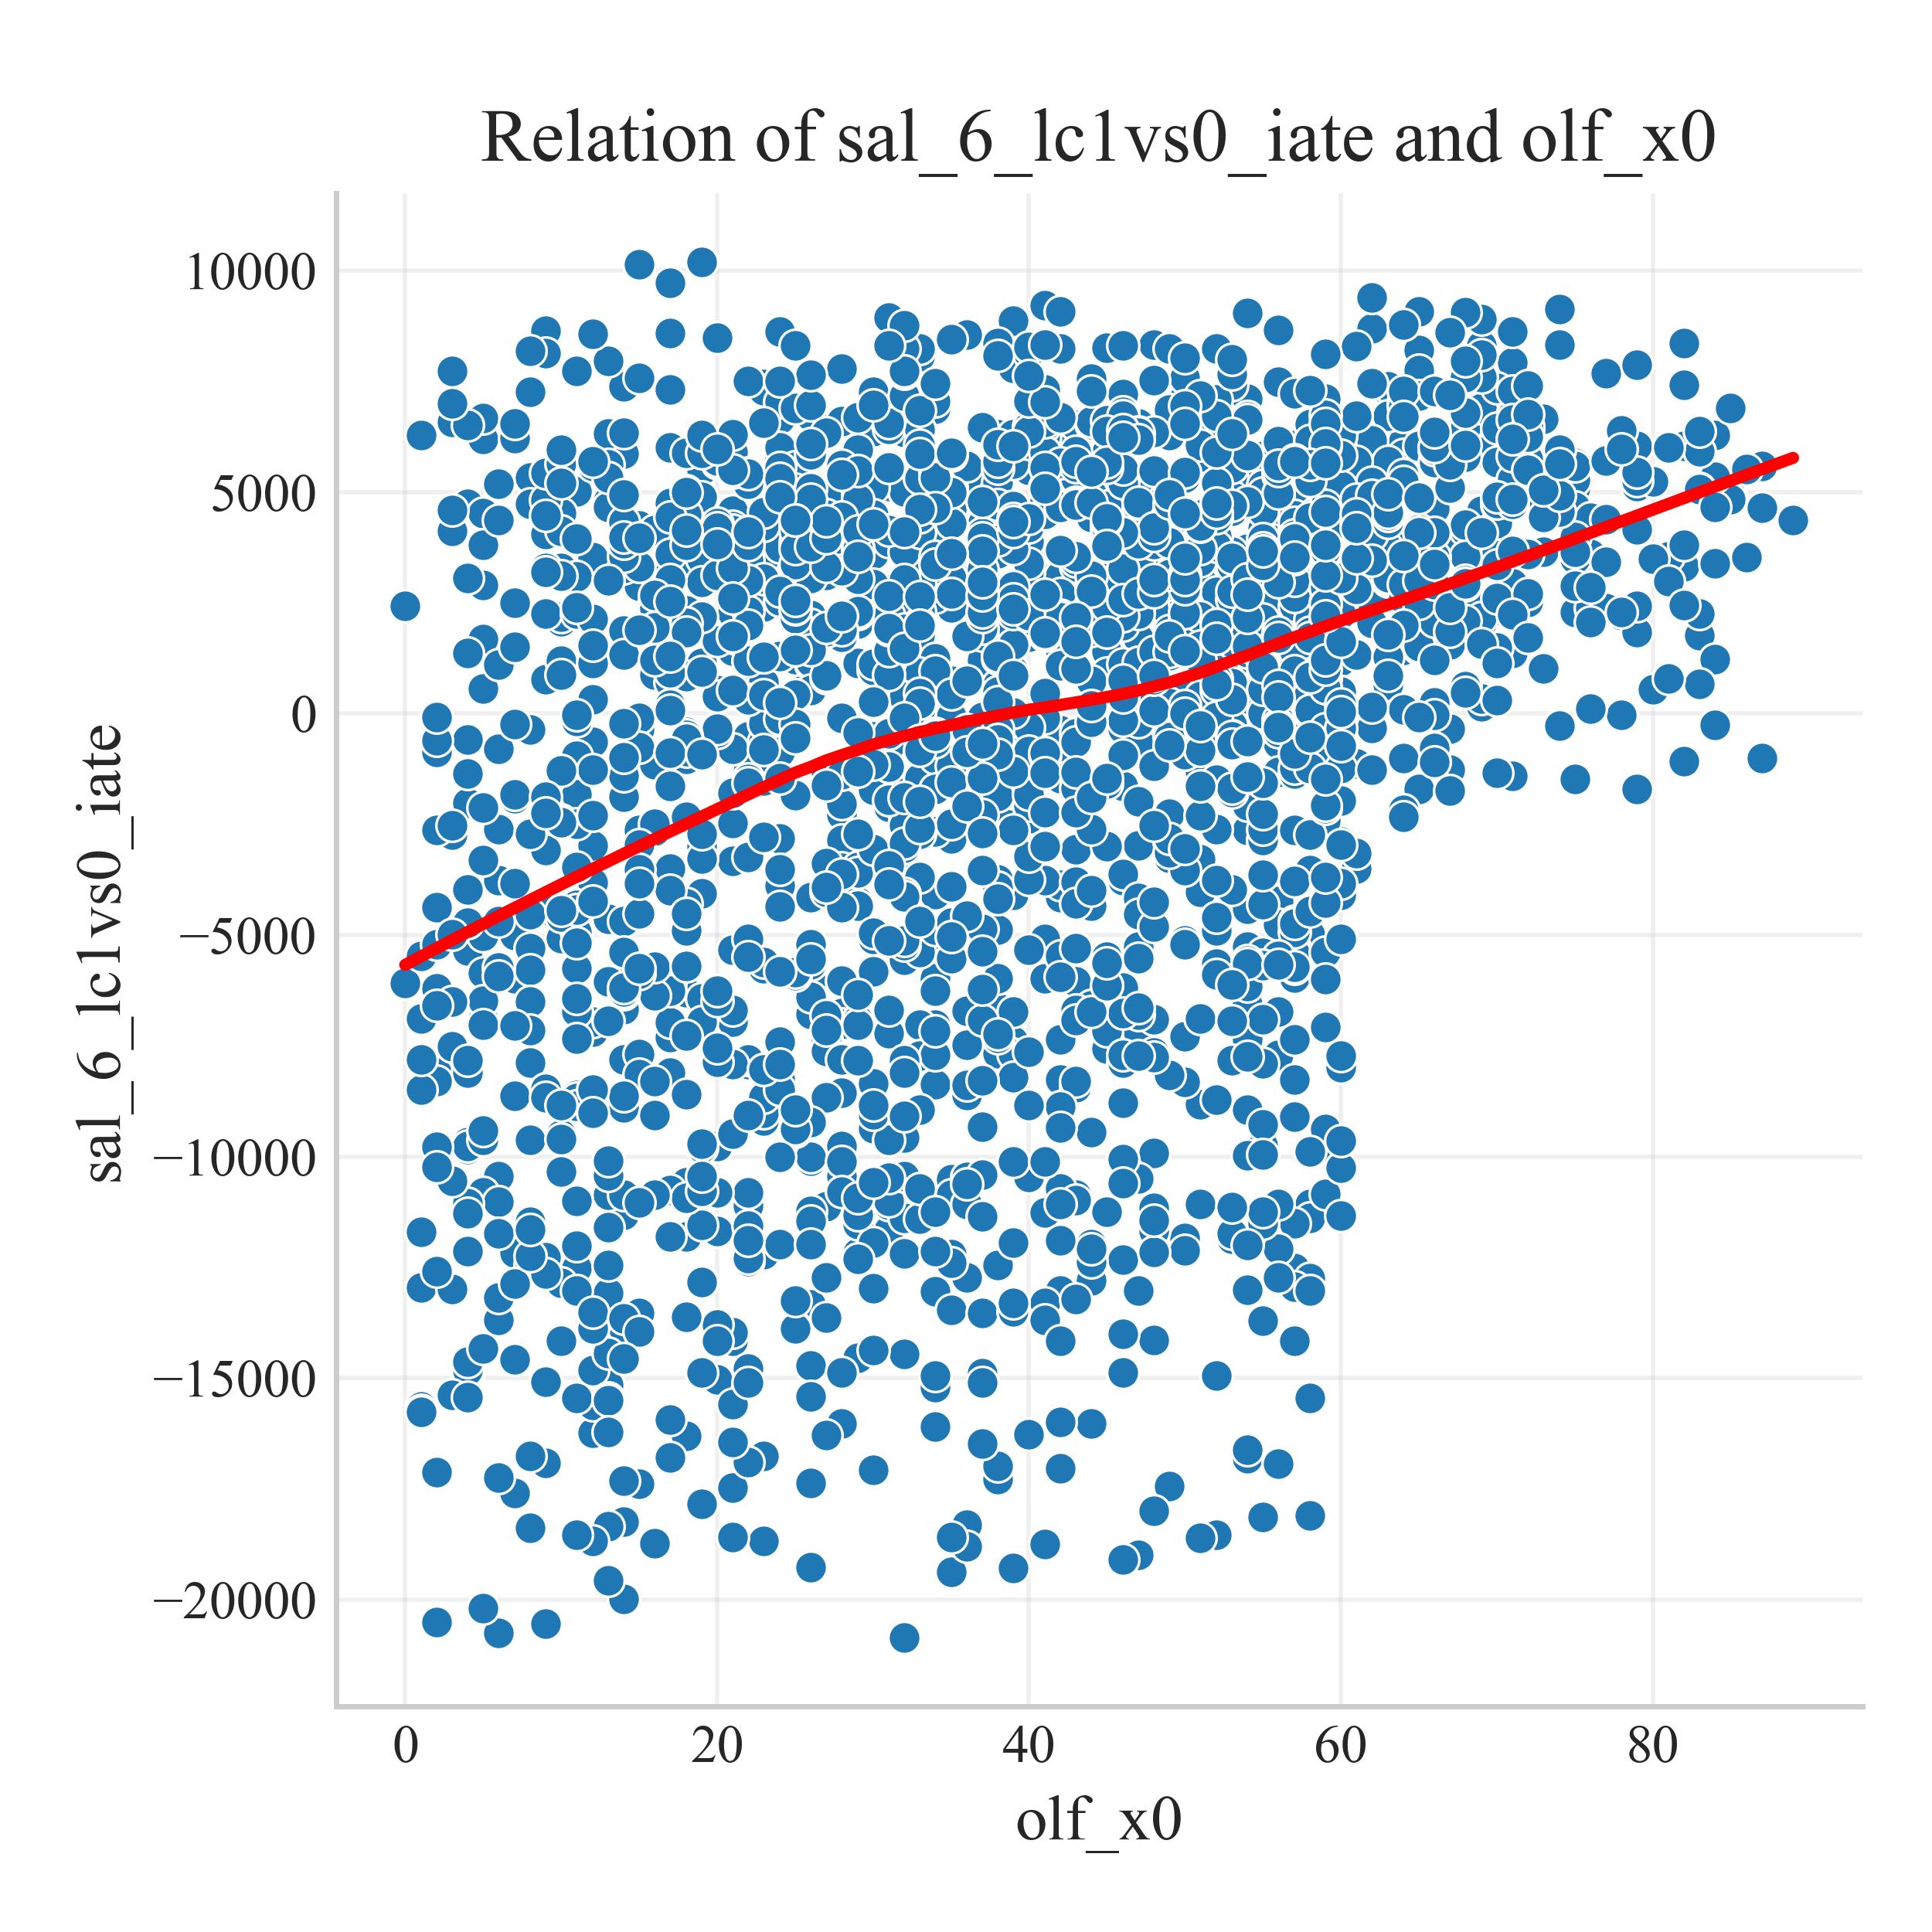 Relation of sal_6_lc1vs0_iate and olf_x0
10000
5000
0
−5000
−10000
−15000
−20000
sal_6_lc1vs0_iate
0 20 40 60 80
olf_x0